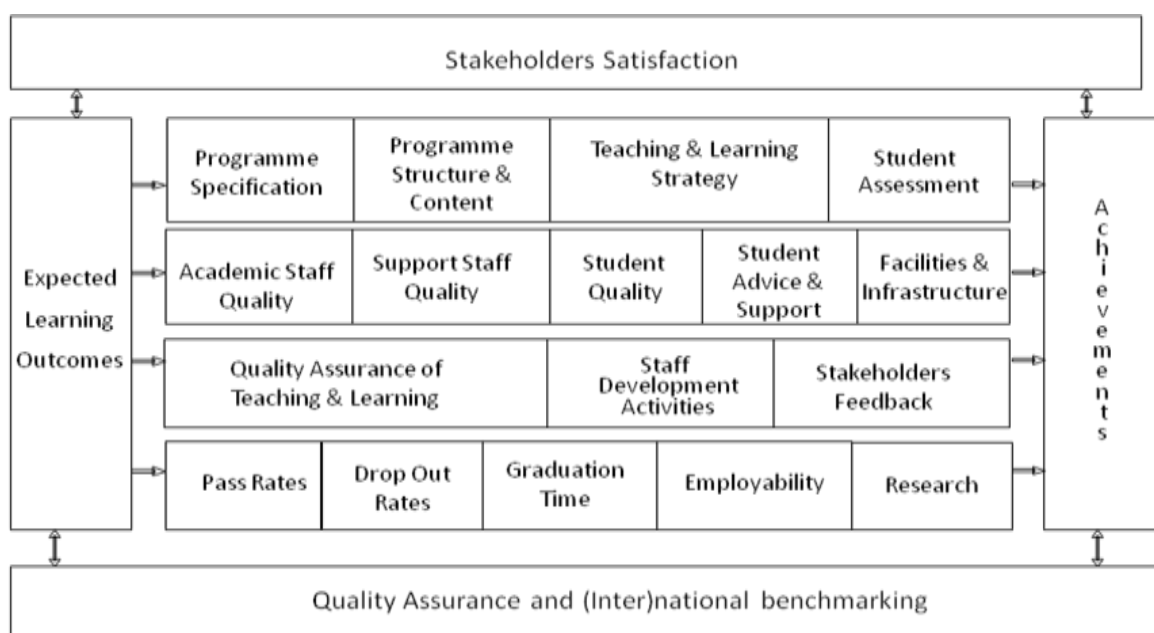 Stakeholders Satisfaction
Expected
Learning
Outcomes
Programme
Specification
Programme
Structure &
Content
Teaching & Learning
Strategy
Student
Assessment
Academic Staff
Quality
Support Staff
Quality
Student
Quality
Student
Advice &
Support
Facilities &
Infrastructure
Quality Assurance of
Teaching & Learning
Staff
Development
Activities
Stakeholders
Feedback
Pass Rates
Drop Out
Rates
Graduation
Time
Employability
Research
Achievements
Quality Assurance and (Inter)national benchmarking